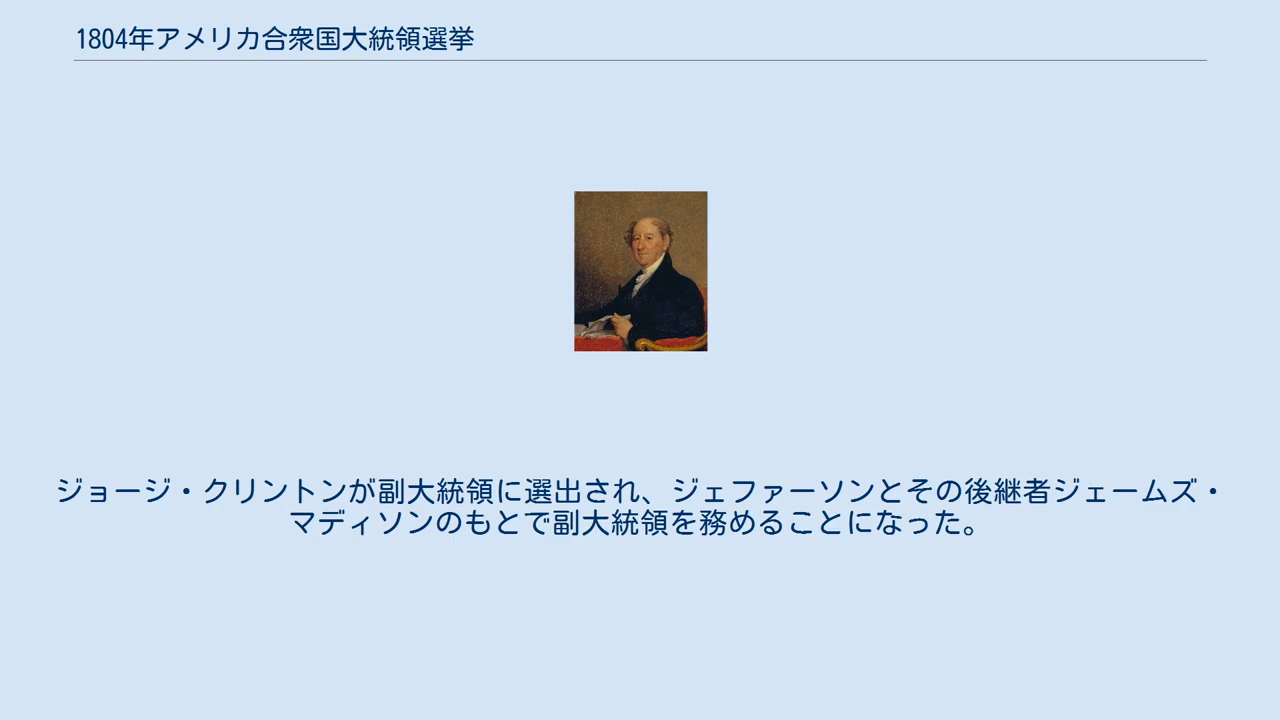 1804年アメリカ合衆国大統領選挙
ジョージ・クリントンが副大統領に選出され、ジェファーソンとその後継者ジェームズ・
マディソンのもとで副大統領を務めることになった。